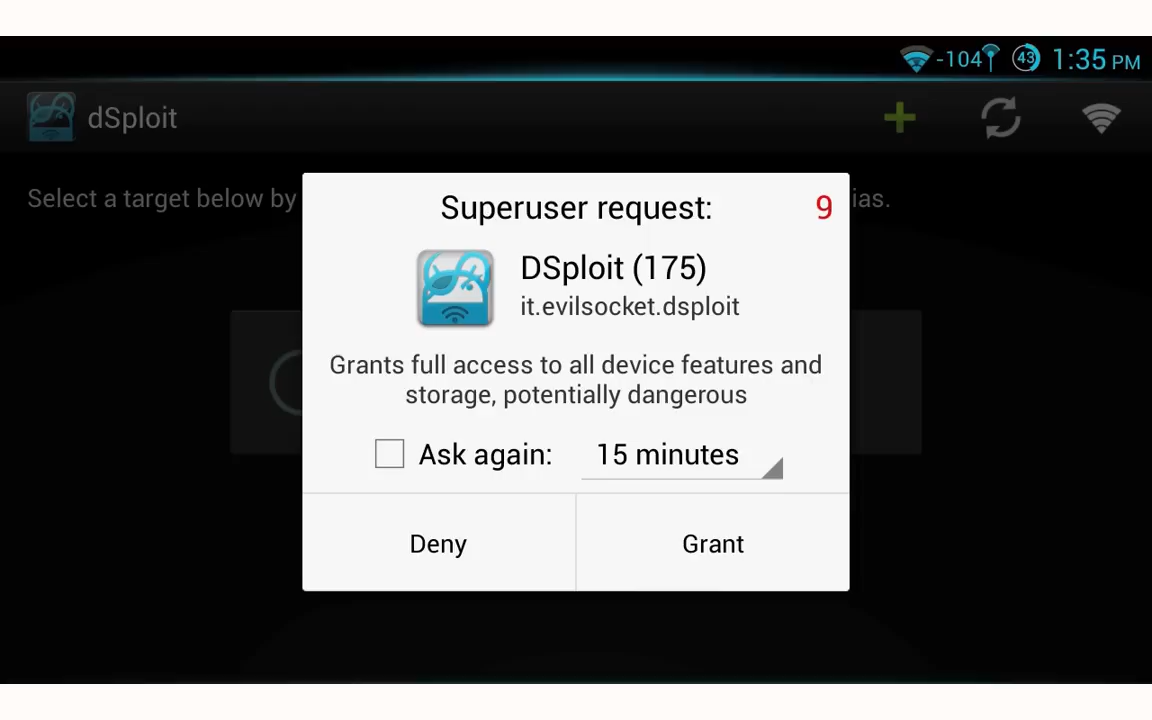 -104 43 1:35 PM
dSploit
Select a target below by
ias.
Superuser request: 9
DSploit (175)
it.evilsocket.dsploit
Grants full access to all device features and
storage, potentially dangerous
Ask again: 15 minutes
Deny Grant